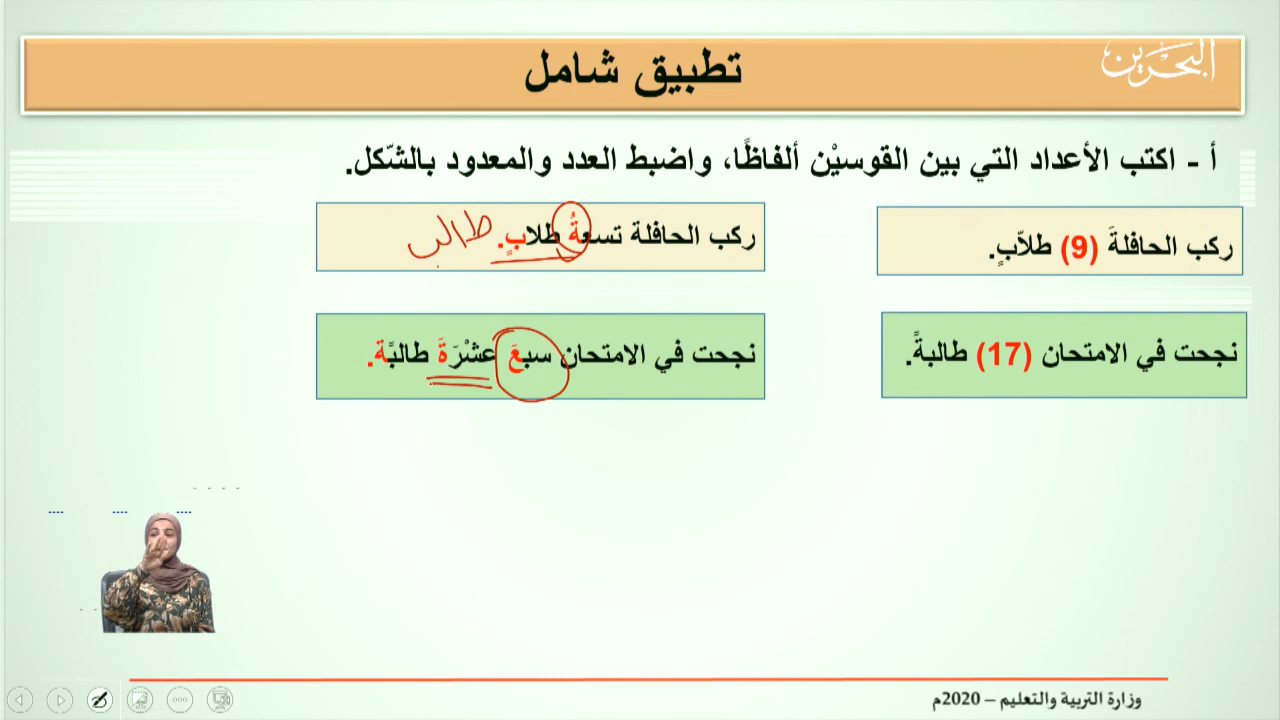 البحرين
تطبيق شامل
أ - اكتب الأعداد التي بين القوسيْن ألفاظًا، واضبط العدد والمعدود بالشّكل.
ركب الحافلةَ (9) طلاّبٍ.
ركب الحافلة تسعةُ طلابٍ.
طالب
نجحت في الامتحان (17) طالبةً.
نجحت في الامتحان سبعَ عشْرَةَ طالبًة.
وزارة التربية والتعليم – 2020م